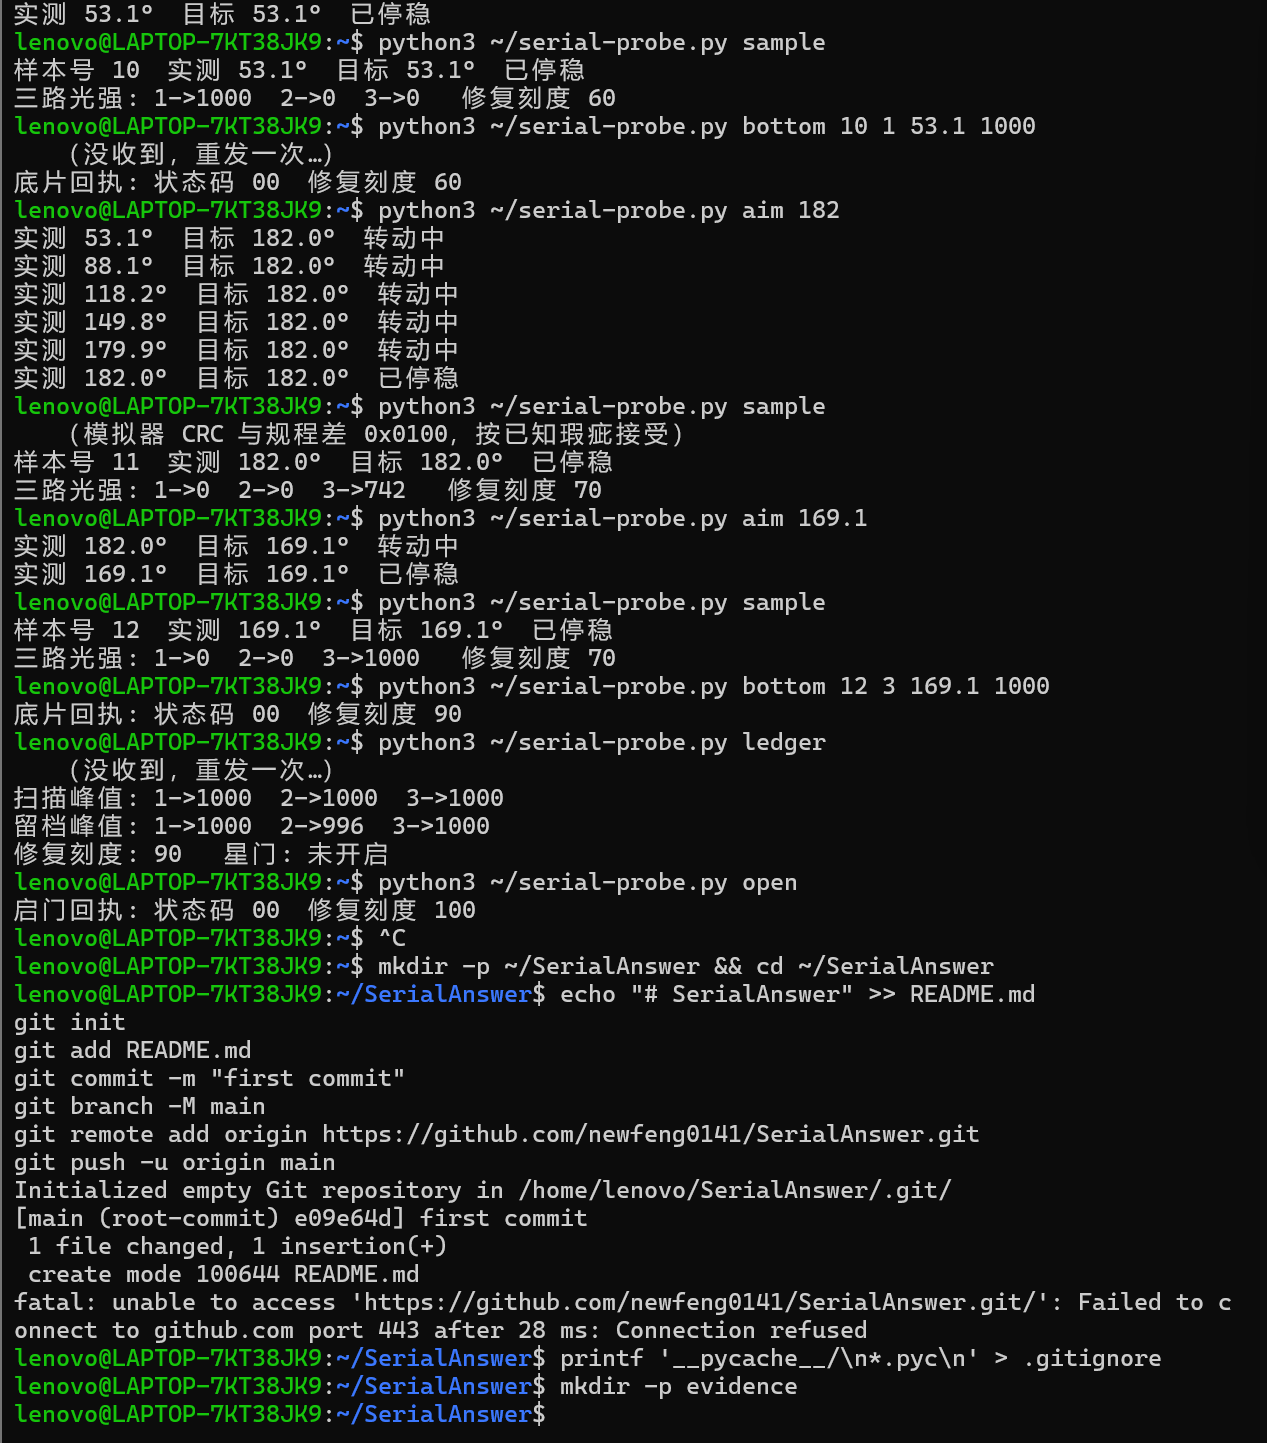 实测 53.1°  目标 53.1°  已停稳
lenovo@LAPTOP-7KT38JK9:~$ python3 ~/serial-probe.py sample
样本号 10  实测 53.1°  目标 53.1°  已停稳
三路光强: 1->1000  2->0  3->0   修复刻度 60
lenovo@LAPTOP-7KT38JK9:~$ python3 ~/serial-probe.py bottom 10 1 53.1 1000
    （没收到，重发一次…）
底片回执: 状态码 00  修复刻度 60
lenovo@LAPTOP-7KT38JK9:~$ python3 ~/serial-probe.py aim 182
实测 53.1°  目标 182.0°  转动中
实测 88.1°  目标 182.0°  转动中
实测 118.2°  目标 182.0°  转动中
实测 149.8°  目标 182.0°  转动中
实测 179.9°  目标 182.0°  转动中
实测 182.0°  目标 182.0°  已停稳
lenovo@LAPTOP-7KT38JK9:~$ python3 ~/serial-probe.py sample
    （模拟器 CRC 与规程差 0x0100，按已知瑕疵接受）
样本号 11  实测 182.0°  目标 182.0°  已停稳
三路光强: 1->0  2->0  3->742   修复刻度 70
lenovo@LAPTOP-7KT38JK9:~$ python3 ~/serial-probe.py aim 169.1
实测 182.0°  目标 169.1°  转动中
实测 169.1°  目标 169.1°  已停稳
lenovo@LAPTOP-7KT38JK9:~$ python3 ~/serial-probe.py sample
样本号 12  实测 169.1°  目标 169.1°  已停稳
三路光强: 1->0  2->0  3->1000   修复刻度 70
lenovo@LAPTOP-7KT38JK9:~$ python3 ~/serial-probe.py bottom 12 3 169.1 1000
底片回执: 状态码 00  修复刻度 90
lenovo@LAPTOP-7KT38JK9:~$ python3 ~/serial-probe.py ledger
    （没收到，重发一次…）
扫描峰值: 1->1000  2->1000  3->1000
留档峰值: 1->1000  2->996  3->1000
修复刻度: 90   星门: 未开启
lenovo@LAPTOP-7KT38JK9:~$ python3 ~/serial-probe.py open
启门回执: 状态码 00  修复刻度 100
lenovo@LAPTOP-7KT38JK9:~$ ^C
lenovo@LAPTOP-7KT38JK9:~$ mkdir -p ~/SerialAnswer && cd ~/SerialAnswer
lenovo@LAPTOP-7KT38JK9:~/SerialAnswer$ echo "# SerialAnswer" >> README.md
git init
git add README.md
git commit -m "first commit"
git branch -M main
git remote add origin https://github.com/newfeng0141/SerialAnswer.git
git push -u origin main
Initialized empty Git repository in /home/lenovo/SerialAnswer/.git/
[main (root-commit) e09e64d] first commit
 1 file changed, 1 insertion(+)
 create mode 100644 README.md
fatal: unable to access 'https://github.com/newfeng0141/SerialAnswer.git/': Failed to c
onnect to github.com port 443 after 28 ms: Connection refused
lenovo@LAPTOP-7KT38JK9:~/SerialAnswer$ printf '__pycache__/\n*.pyc\n' > .gitignore
lenovo@LAPTOP-7KT38JK9:~/SerialAnswer$ mkdir -p evidence
lenovo@LAPTOP-7KT38JK9:~/SerialAnswer$